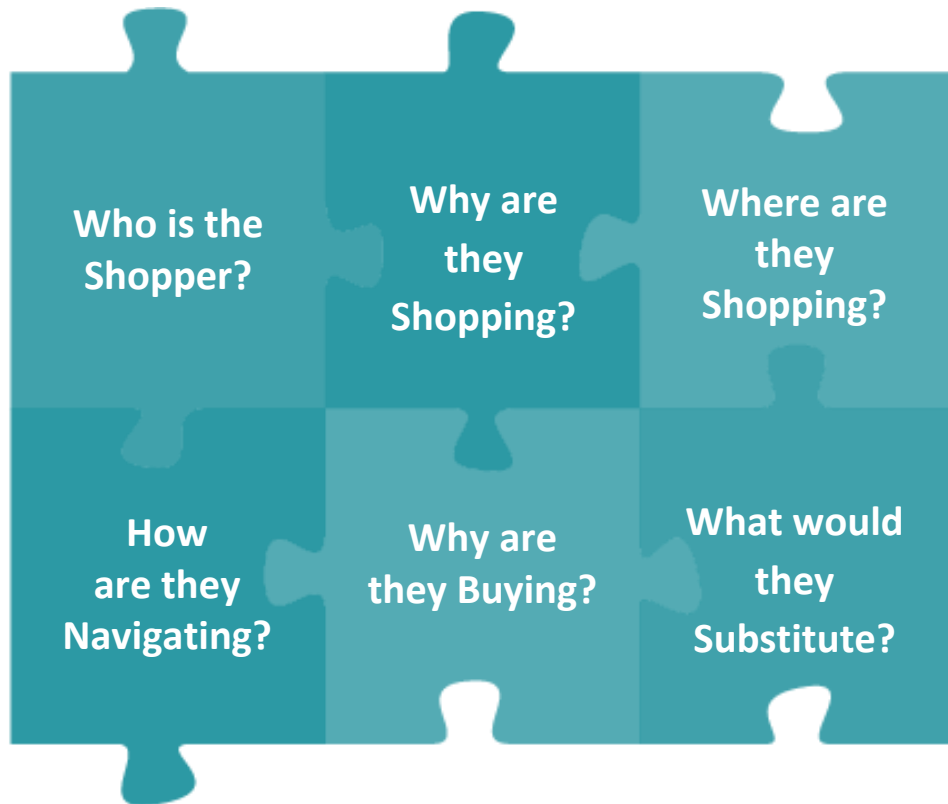 Who is the
Shopper?
Why are
they
Shopping?
Where are
they
Shopping?
How
are they
Navigating?
Why are
they Buying?
What would
they
Substitute?